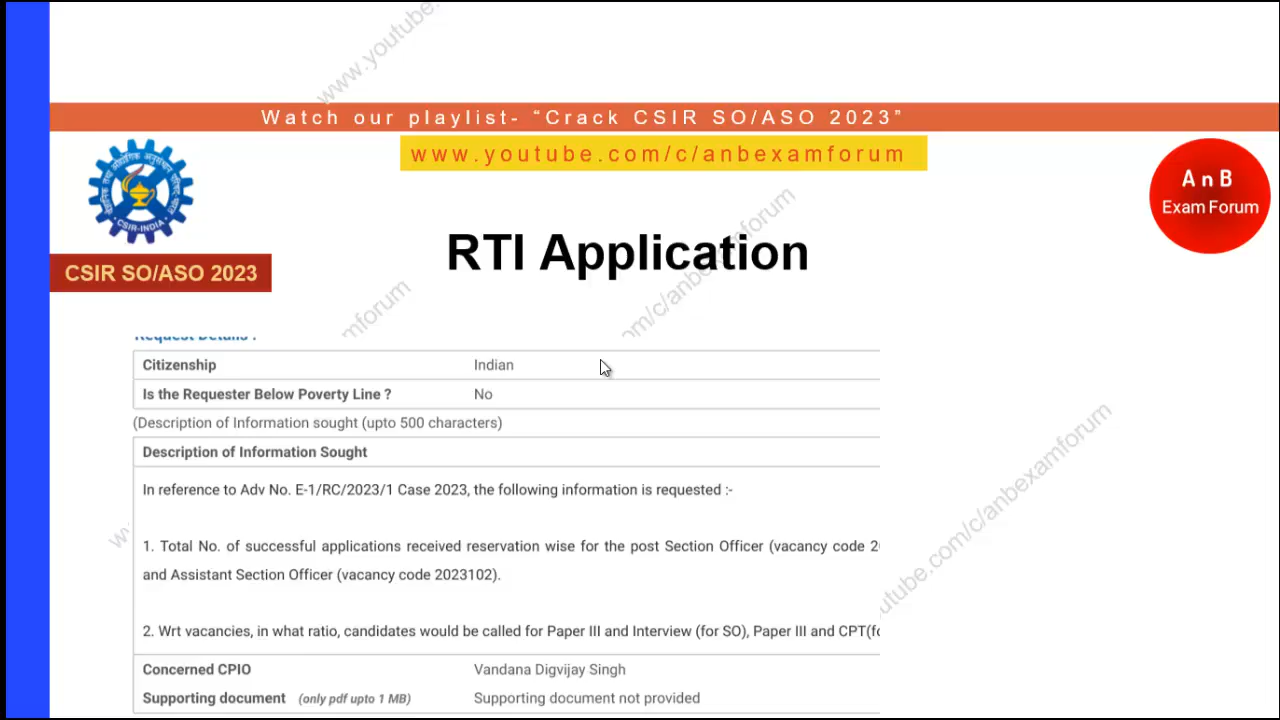 www.youtube.
Watch our playlist- “Crack CSIR SO/ASO 2023”
www.youtube.com/c/anbexamforum
A n B
Exam Forum
CSIR-INDIA
CSIR SO/ASO 2023
RTI Application
Request Details :
Citizenship Indian
Is the Requester Below Poverty Line ? No
(Description of Information sought (upto 500 characters)
Description of Information Sought
In reference to Adv No. E-1/RC/2023/1 Case 2023, the following information is requested :-
1. Total No. of successful applications received reservation wise for the post Section Officer (vacancy code
and Assistant Section Officer (vacancy code 2023102).
2. Wrt vacancies, in what ratio, candidates would be called for Paper III and Interview (for SO), Paper III and CPT
Concerned CPIO Vandana Digvijay Singh
Supporting document (only pdf upto 1 MB) Supporting document not provided